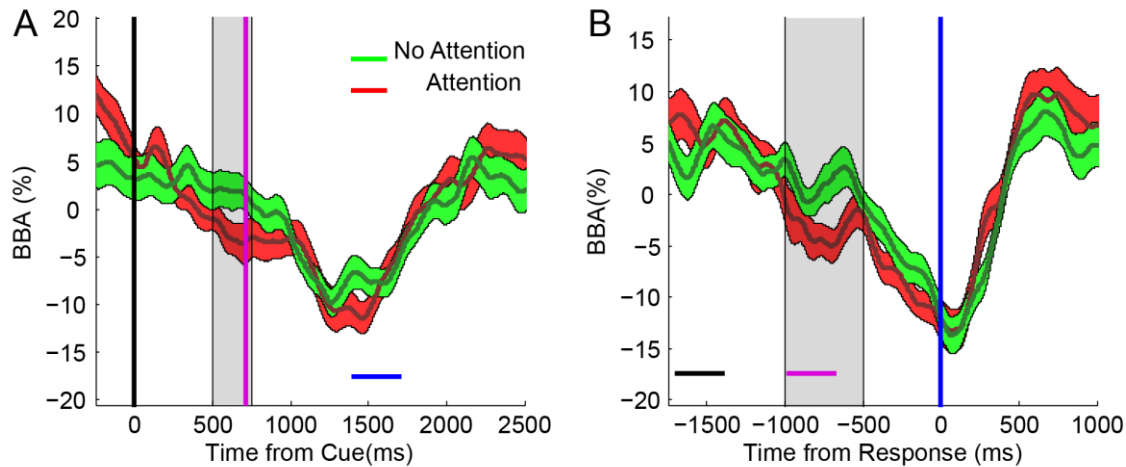 A
20
15
10
5
0
−5
−10
−15
−20
BBA (%)
No Attention
Attention
0 500 1000 1500 2000 2500
Time from Cue(ms)
B
20
15
10
5
0
−5
−10
−15
−20
BBA(%)
−1500 −1000 −500 0 500 1000
Time from Response (ms)